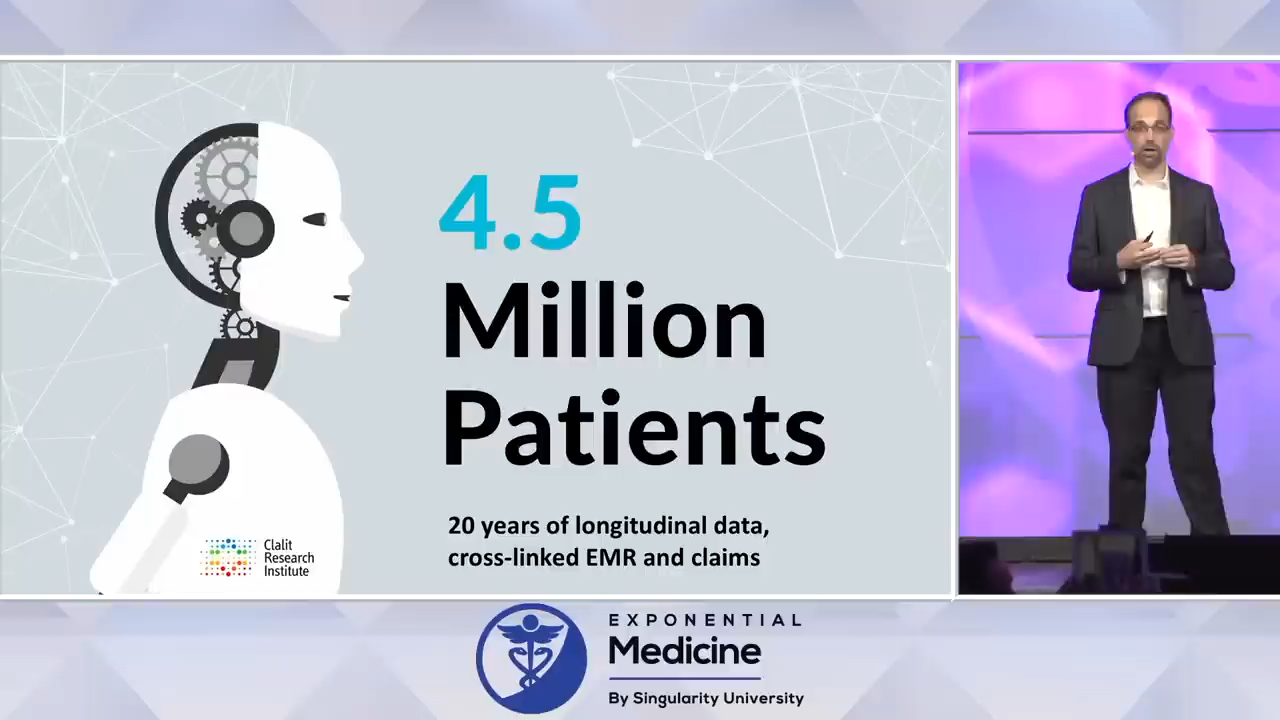 4.5
Million
Patients
20 years of longitudinal data,
cross-linked EMR and claims
Clalit
Research
Institute
EXPONENTIAL
Medicine
By Singularity University